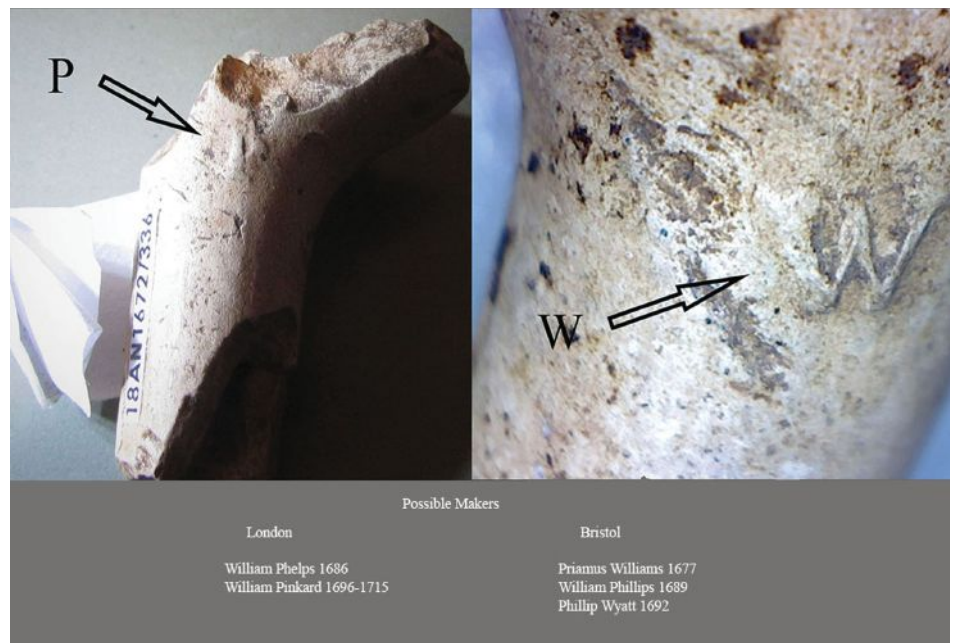 P
18AN1672/336
W
Possible Makers
London
Bristol
William Phelps 1686
William Pinkard 1696-1715
Priamus Williams 1677
William Phillips 1689
Phillip Wyatt 1692